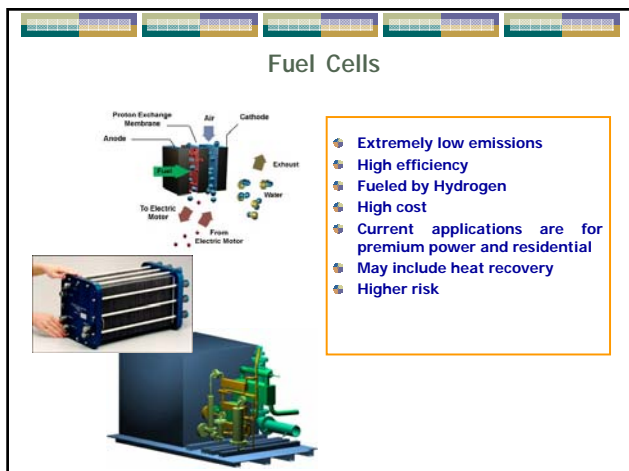 Fuel Cells
Proton Exchange
Membrane
Air
Cathode
Anode
Fuel
Exhaust
Water
To Electric
Motor
From
Electric Motor
Extremely low emissions
High efficiency
Fueled by Hydrogen
High cost
Current applications are for
premium power and residential
May include heat recovery
Higher risk